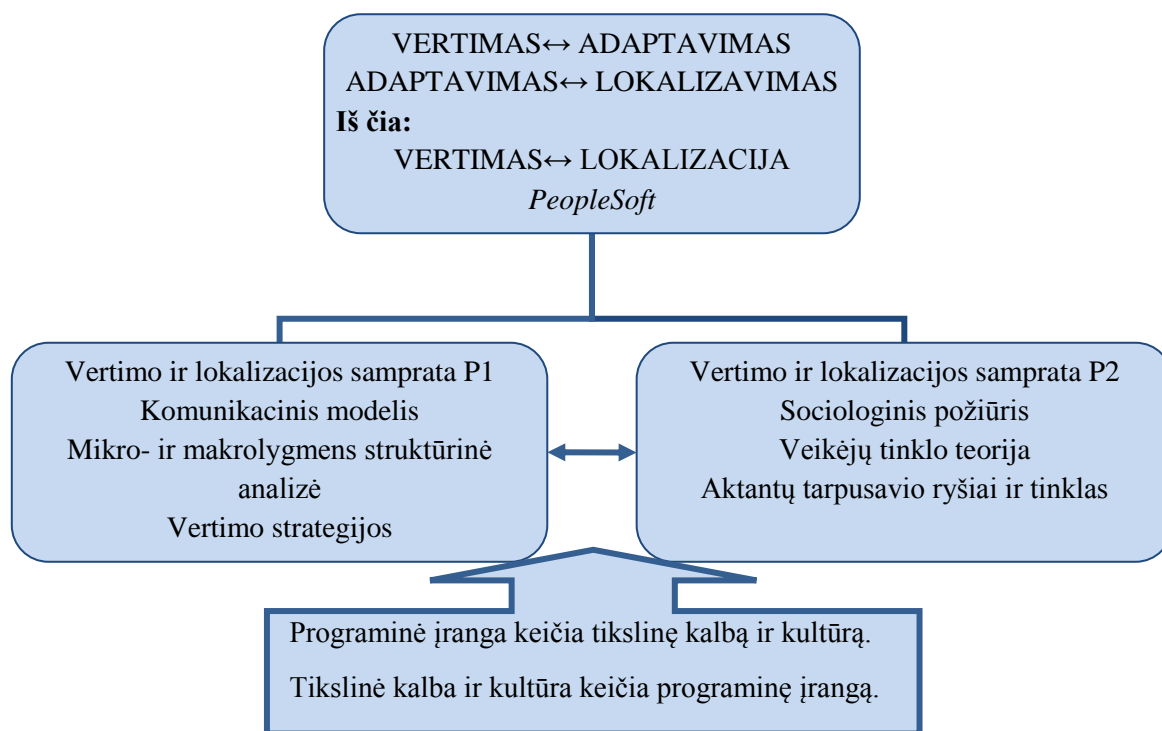 VERTIMAS↔ ADAPTAVIMAS
ADAPTAVIMAS↔ LOKALIZAVIMAS
Iš čia:
VERTIMAS↔ LOKALIZACIJA
PeopleSoft
Vertimo ir lokalizacijos samprata P1
Komunikacinis modelis
Mikro- ir makrolygmens struktūrinė
analizė
Vertimo strategijos
Vertimo ir lokalizacijos samprata P2
Sociologinis požiūris
Veikėjų tinklo teorija
Aktantų tarpusavio ryšiai ir tinklas
Programinė įranga keičia tikslinę kalbą ir kultūrą.
Tikslinė kalba ir kultūra keičia programinę įrangą.